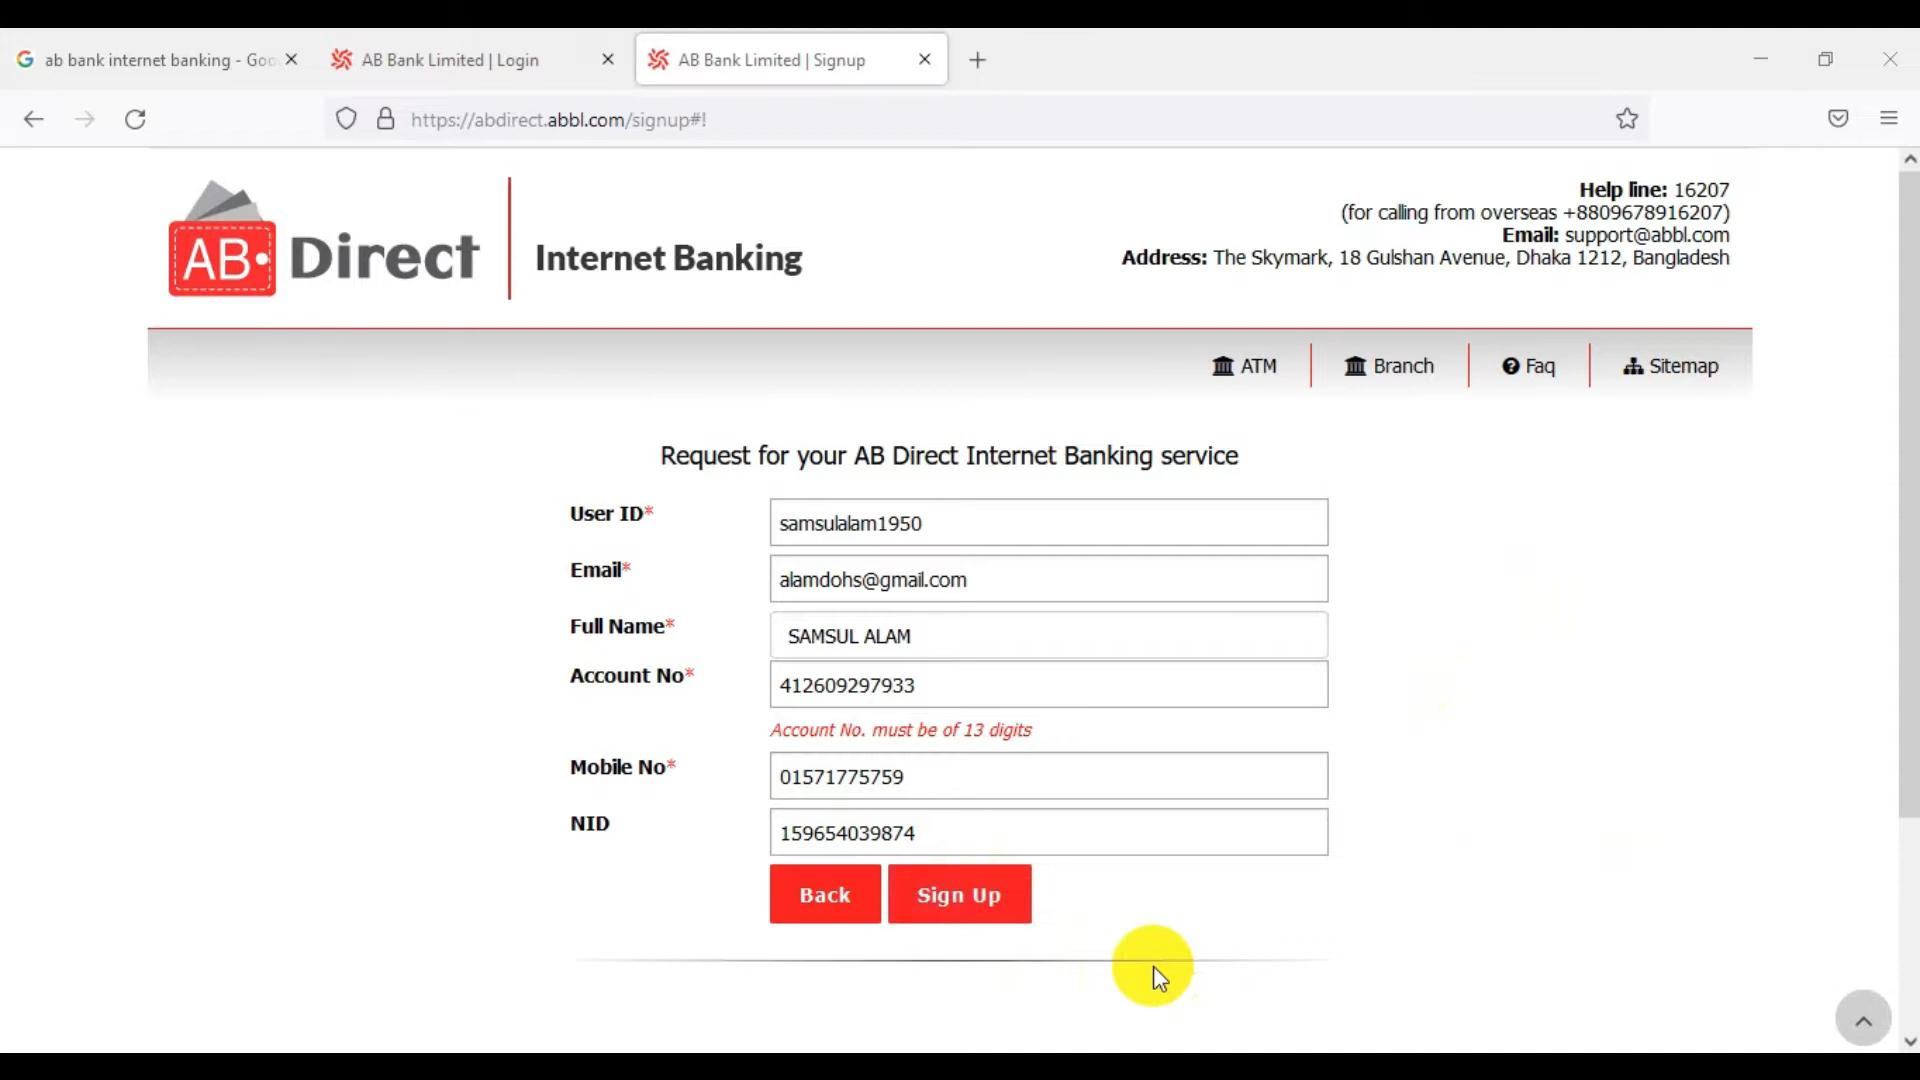 ab bank internet banking - Goo
AB Bank Limited | Login
AB Bank Limited | Signup
https://abdirect.abbl.com/signup#!
AB Direct
Internet Banking
Help line: 16207
(for calling from overseas +8809678916207)
Email: support@abbl.com
Address: The Skymark, 18 Gulshan Avenue, Dhaka 1212, Bangladesh
ATM
Branch
Faq
Sitemap
Request for your AB Direct Internet Banking service
User ID* samsulalam1950
Email* alamdohs@gmail.com
Full Name* SAMSUL ALAM
Account No* 412609297933
Account No. must be of 13 digits
Mobile No* 01571775759
NID 159654039874
Back
Sign Up